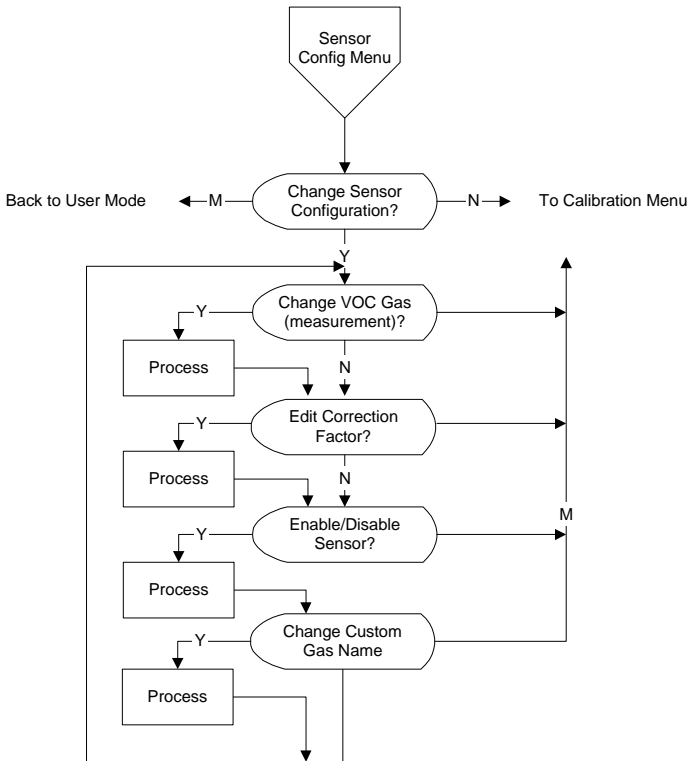 Sensor
Config Menu
Back to User Mode
M
Change Sensor
Configuration?
N
To Calibration Menu
Y
Change VOC Gas
(measurement)?
Y
Process
N
Edit Correction
Factor?
Y
Process
N
Enable/Disable
Sensor?
Y
M
Process
Change Custom
Gas Name
Y
Process